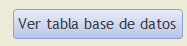 Ver tabla base de datos